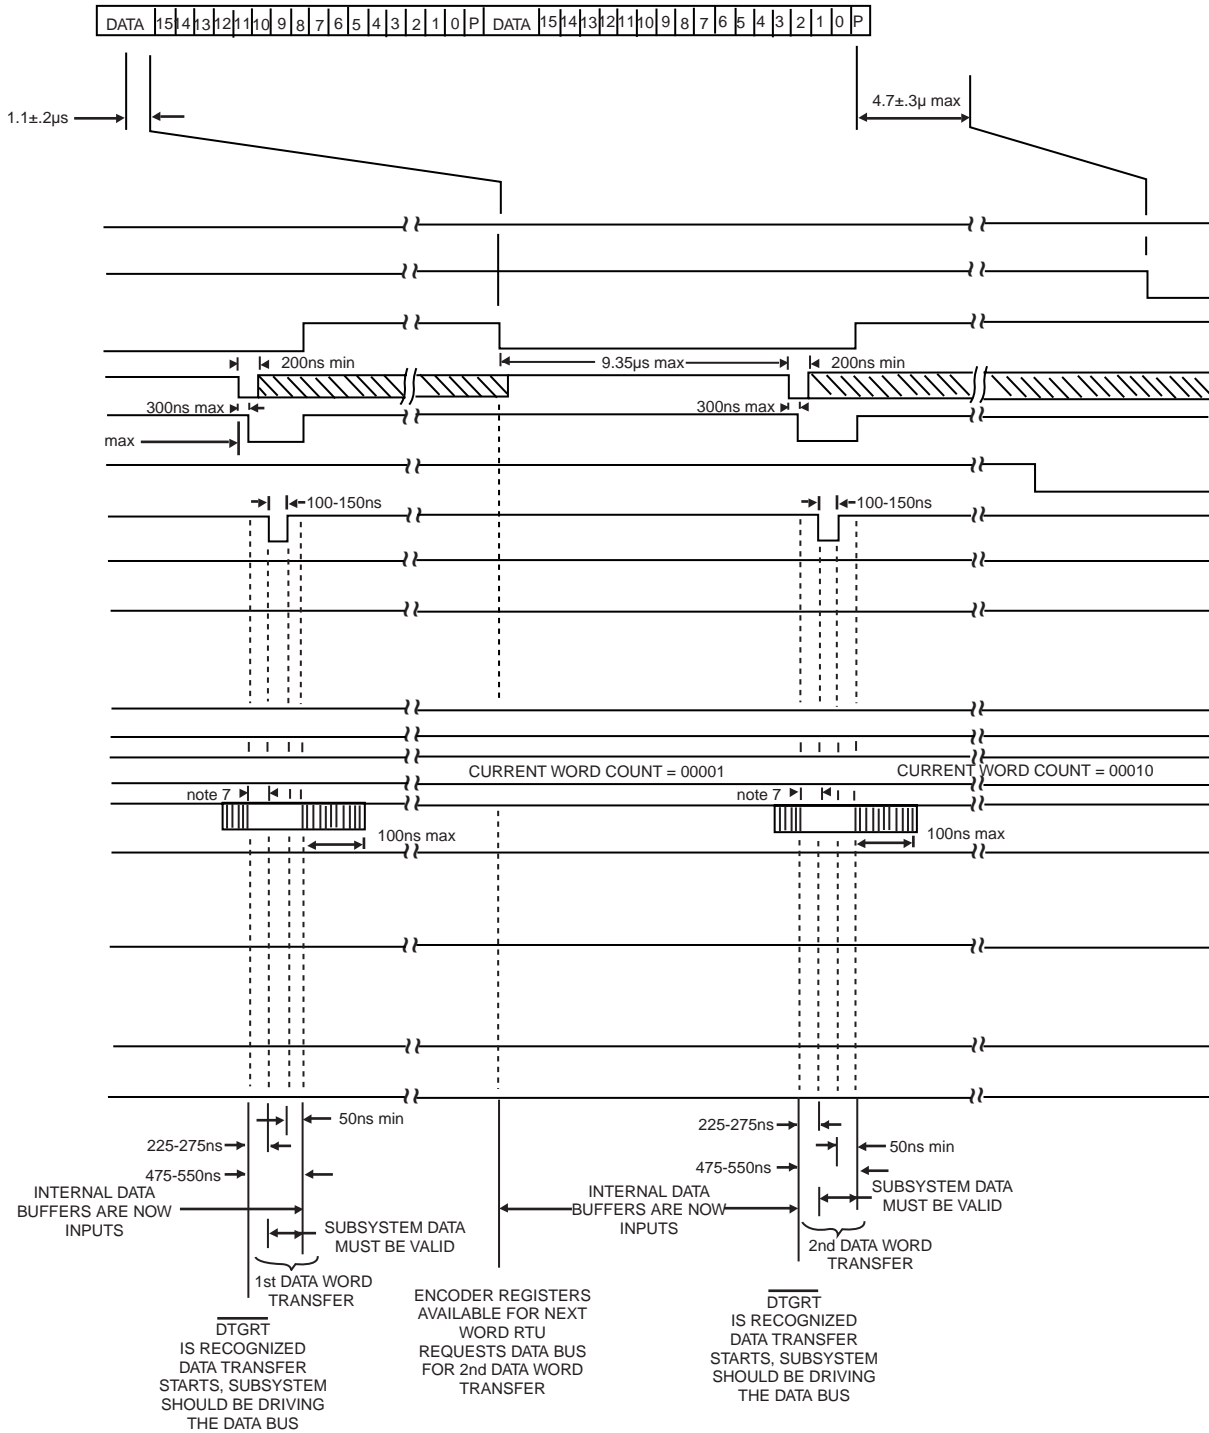 DATA 15 14 13 12 11 10 9 8 7 6 5 4 3 2 1 0 P DATA 15 14 13 12 11 10 9 8 7 6 5 4 3 2 1 0 P
1.1±.2µs
4.7±.3µ max
200ns min
9.35µs max
200ns min
300ns max
300ns max
max
100-150ns
100-150ns
CURRENT WORD COUNT = 00001
CURRENT WORD COUNT = 00010
note 7
note 7
100ns max
100ns max
50ns min
225-275ns
475-550ns
INTERNAL DATA
BUFFERS ARE NOW
INPUTS
SUBSYSTEM DATA
MUST BE VALID
1st DATA WORD
TRANSFER
DTGRT
IS RECOGNIZED
DATA TRANSFER
STARTS, SUBSYSTEM
SHOULD BE DRIVING
THE DATA BUS
ENCODER REGISTERS
AVAILABLE FOR NEXT
WORD RTU
REQUESTS DATA BUS
FOR 2nd DATA WORD
TRANSFER
INTERNAL DATA
BUFFERS ARE NOW
INPUTS
225-275ns
50ns min
475-550ns
SUBSYSTEM DATA
MUST BE VALID
2nd DATA WORD
TRANSFER
DTGRT
IS RECOGNIZED
DATA TRANSFER
STARTS, SUBSYSTEM
SHOULD BE DRIVING
THE DATA BUS